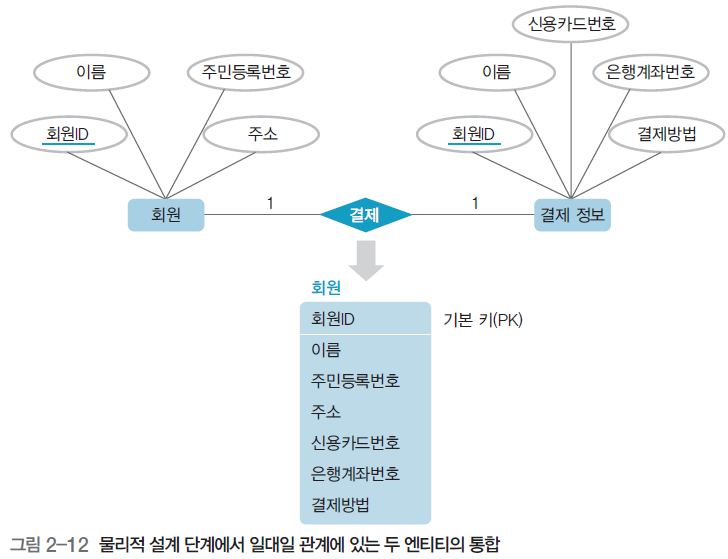 신용카드번호
이름
주민등록번호
이름
은행계좌번호
회원ID
주소
회원ID
결제방법
회원
1
결제
1
결제 정보
회원
회원ID
기본 키(PK)
이름
주민등록번호
주소
신용카드번호
은행계좌번호
결제방법
그림 2-12 물리적 설계 단계에서 일대일 관계에 있는 두 엔티티의 통합